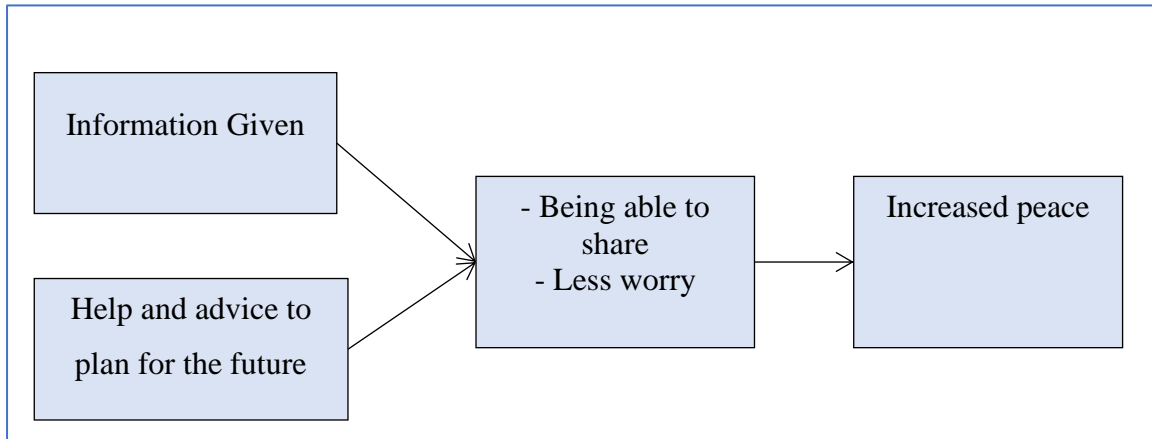 Information Given
Help and advice to
plan for the future
- Being able to
share
- Less worry
Increased peace